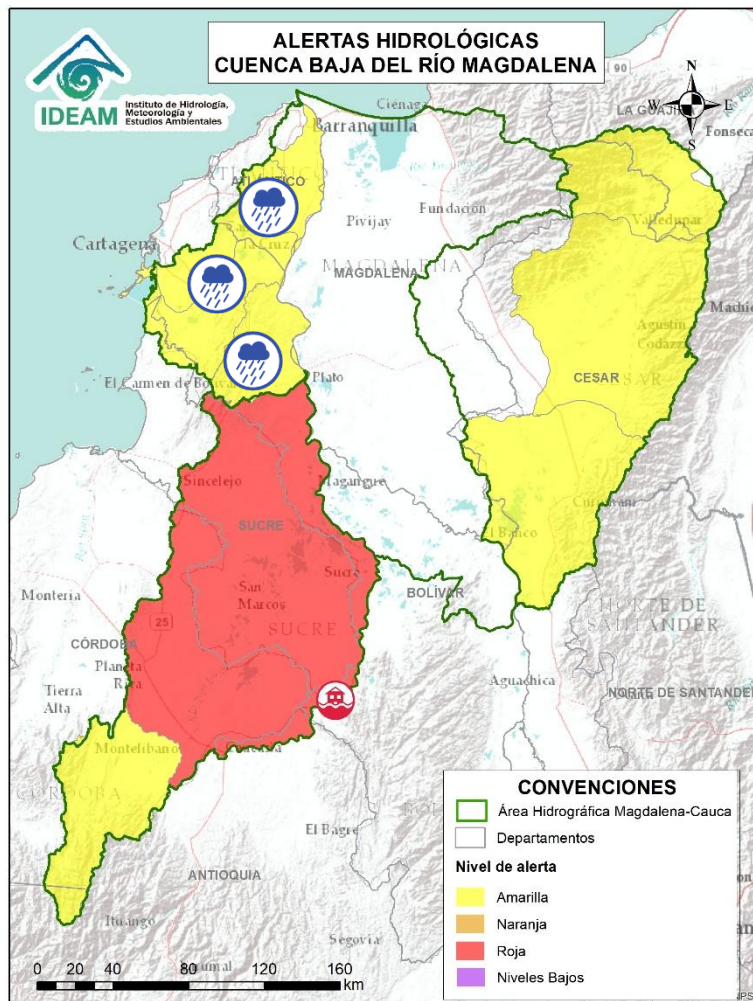 ALERTAS HIDROLÓGICAS
CUENCA BAJA DEL RÍO MAGDALENA
IDEAM
Instituto de Hidrología,
Meteorología y
Estudios Ambientales
N
W
E
S
90
Ciénaga
Barranquilla
LA GUAJI
Fonseca
Valledupar
Cartagena
la Cruz
Pivijay
Fundación
MAGDALENA
MAGDALENA
Agustín
Codazzi
CESAR
El Carmen de Bolívar
Plato
Sincelejo
Magangue
SUCRE
Curumaní
El Banco
Sucre
San
Marcos
SUCRE
BOLÍVAR
Montería
NORTE DE
SANTANDER
CÓRDOBA
25
Planeta
Rica
Tierra
Alta
Aguachica
NORTE DE SANTANDER
Montelíbano
El Bagre
ANTIOQUIA
Ituango
Segovia
CONVENCIONES
Área Hidrográfica Magdalena-Cauca
Departamentos
Nivel de alerta
Amarilla
Naranja
Roja
Niveles Bajos
0 20 40 80 120 160
km